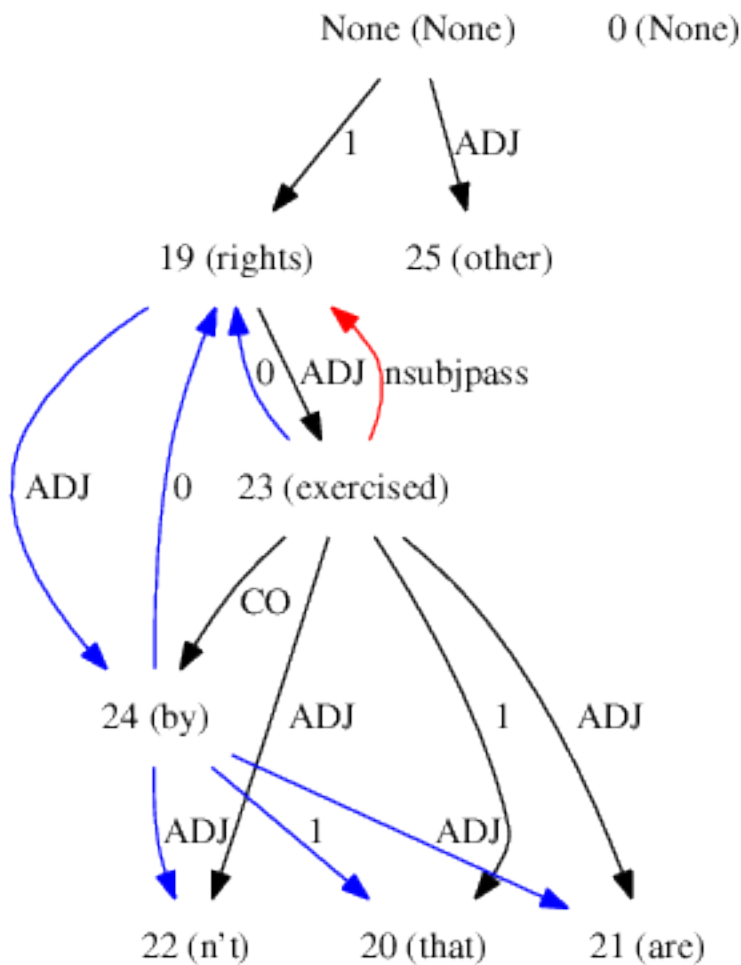 None (None) 0 (None)
1 ADJ
19 (rights) 25 (other)
0 ADJ nsubjpass
ADJ 0 23 (exercised)
CO
24 (by) ADJ 1 ADJ
ADJ 1 ADJ
22 (n't) 20 (that) 21 (are)